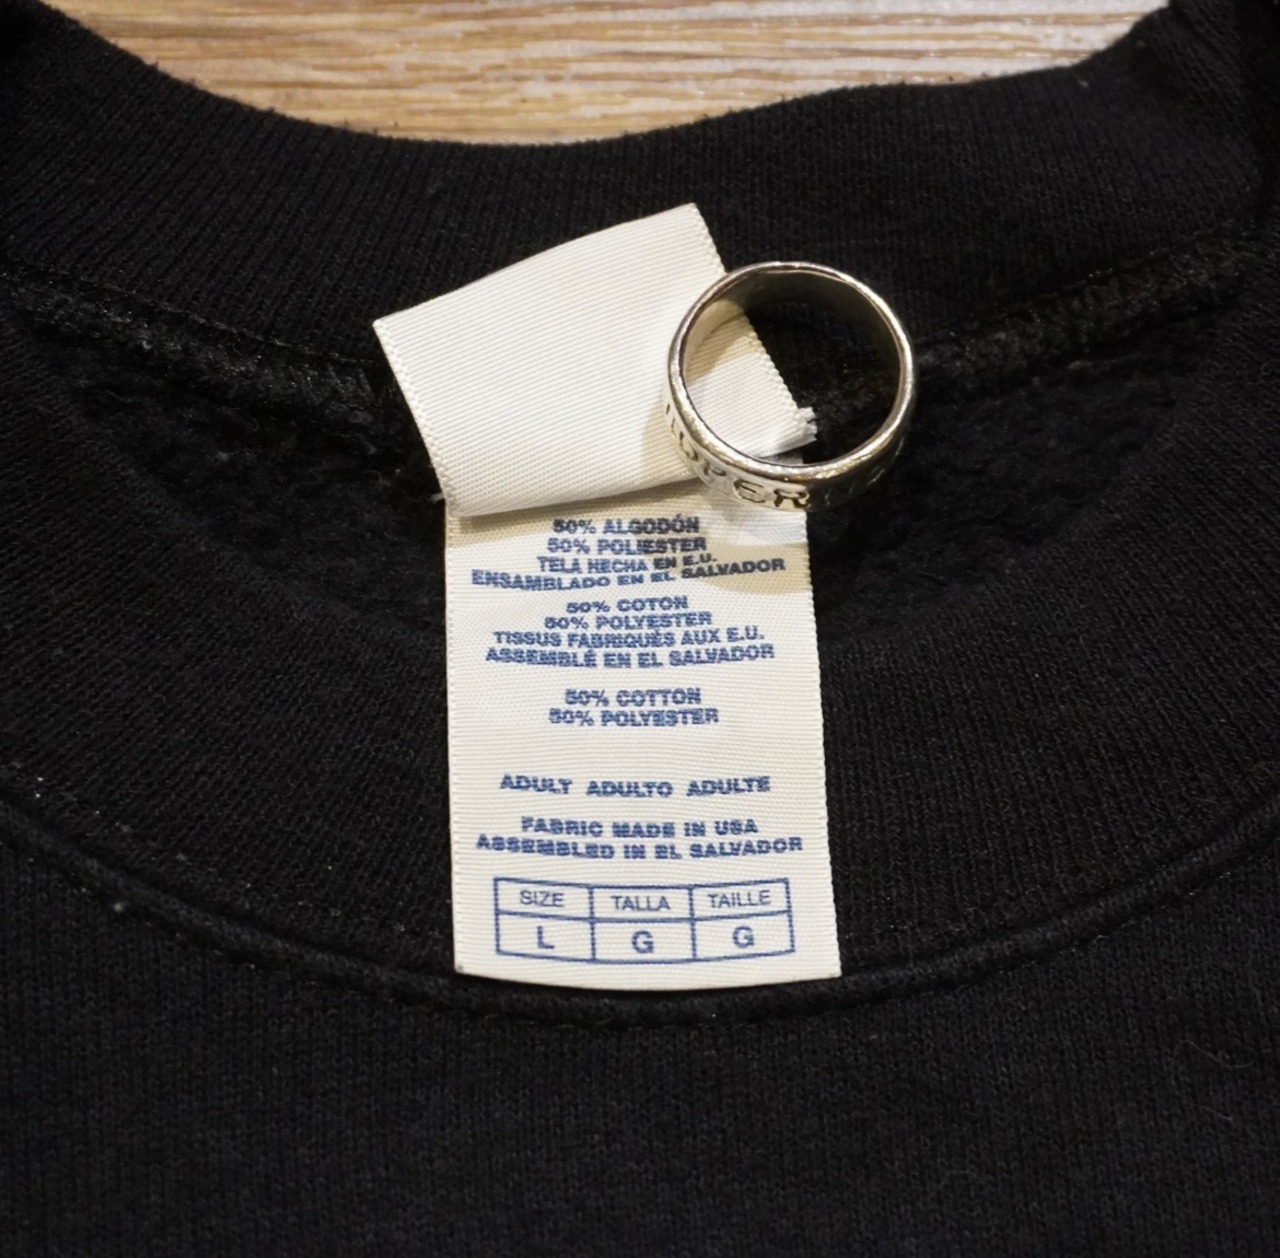 50% ALGODÓN
50% POLIESTER
TELA HECHA EN E.U.
ENSAMBLADO EN EL SALVADOR
50% COTON
50% POLYESTER
TISSUS FABRIQUÉS AUX E.U.
ASSEMBLÉ EN EL SALVADOR
50% COTTON
50% POLYESTER
ADULT ADULTO ADULTE
FABRIC MADE IN USA
ASSEMBLED IN EL SALVADOR
SIZE TALLA TAILLE
L G G